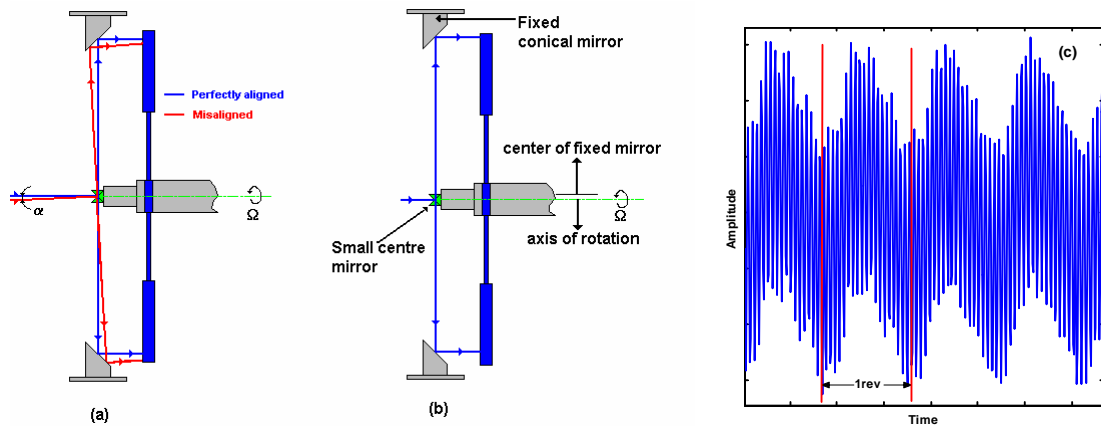 Perfectly aligned
Misaligned
α
Ω
(a)
Fixed
conical mirror
center of fixed mirror
Ω
axis of rotation
Small centre
mirror
(b)
(c)
Amplitude
1rev
Time